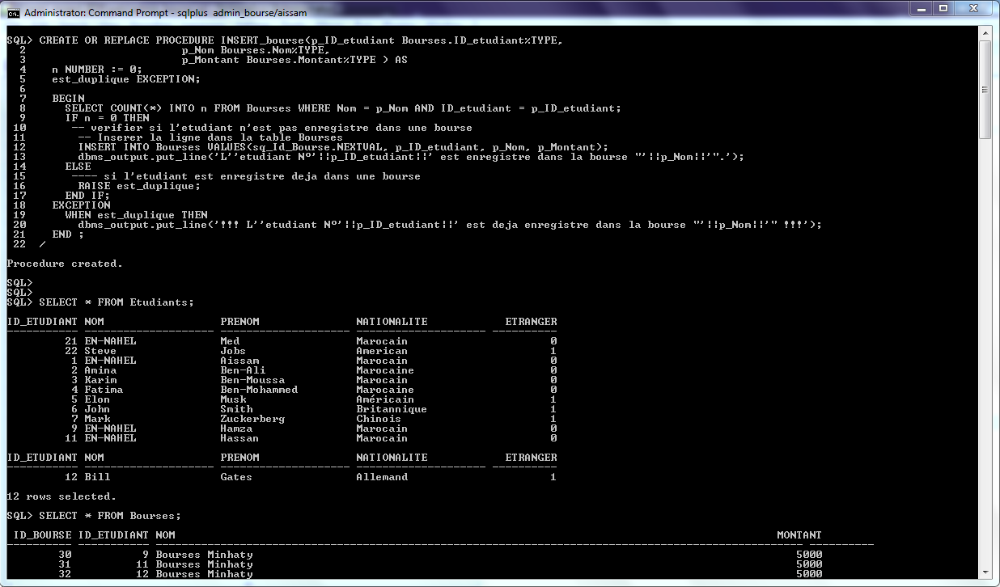 Administrator: Command Prompt - sqlplus  admin_bourse/aissam
SQL> CREATE OR REPLACE PROCEDURE INSERT_bourse(p_ID_etudiant Bourses.ID_etudiant%TYPE,
  2                        p_Nom Bourses.Nom%TYPE,
  3                        p_Montant Bourses.Montant%TYPE ) AS
  4    n NUMBER := 0;
  5    est_duplique EXCEPTION;
  6
  7    BEGIN
  8      SELECT COUNT(*) INTO n FROM Bourses WHERE Nom = p_Nom AND ID_etudiant = p_ID_etudiant;
  9      IF n = 0 THEN
 10       -- verifier si l'etudiant n'est pas enregistre dans une bourse
 11        -- Inserer la ligne dans la table Bourses
 12        INSERT INTO Bourses VALUES(sq_Id_Bourse.NEXTVAL, p_ID_etudiant, p_Nom, p_Montant);
 13        dbms_output.put_line('L''etudiant N°'||p_ID_etudiant||' est enregistre dans la bourse "'||p_Nom||'".');
 14      ELSE
 15       ---- si l'etudiant est enregistre deja dans une bourse
 16        RAISE est_duplique;
 17      END IF;
 18    EXCEPTION
 19      WHEN est_duplique THEN
 20        dbms_output.put_line('!!! L''etudiant N°'||p_ID_etudiant||' est deja enregistre dans la bourse "'||p_Nom||'" !!!');
 21    END ;
 22  /
Procedure created.
SQL>
SQL>
SQL> SELECT * FROM Etudiants;
ID_ETUDIANT NOM                  PRENOM               NATIONALITE            ETRANGER
----------- -------------------- -------------------- -------------------- ----------
         21 EN-NAHEL             Med                  Marocain                      0
         22 Steve                Jobs                 American                      1
          1 EN-NAHEL             Aissam               Marocain                      0
          2 Amina                Ben-Ali              Marocaine                     0
          3 Karim                Ben-Moussa           Marocain                      0
          4 Fatima               Ben-Mohammed         Marocaine                     0
          5 Elon                 Musk                 Américain                     1
          6 John                 Smith                Britannique                   1
          7 Mark                 Zuckerberg           Chinois                       1
          9 EN-NAHEL             Hamza                Marocain                      0
         11 EN-NAHEL             Hassan               Marocain                      0
ID_ETUDIANT NOM                  PRENOM               NATIONALITE            ETRANGER
----------- -------------------- -------------------- -------------------- ----------
         12 Bill                 Gates                Allemand                      1
12 rows selected.
SQL> SELECT * FROM Bourses;
 ID_BOURSE ID_ETUDIANT NOM                                                                                             MONTANT
---------- ----------- ---------------------------------------------------------------------------------------------------- ----------
        30           9 Bourses Minhaty                                                                                    5000
        31          11 Bourses Minhaty                                                                                    5000
        32          12 Bourses Minhaty                                                                                    5000